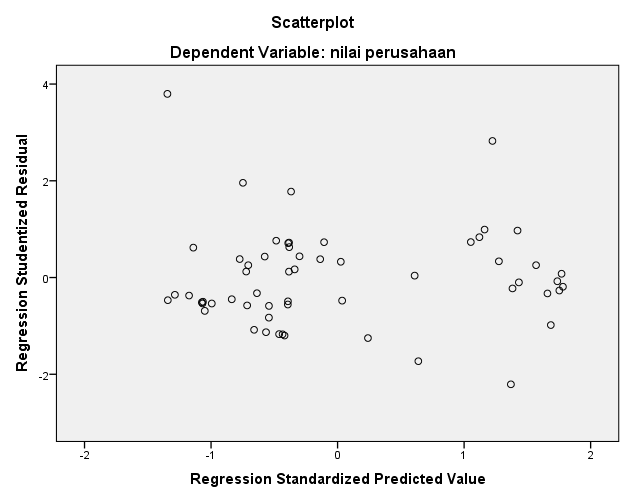 Scatterplot
Dependent Variable: nilai perusahaan
Regression Studentized Residual
4
2
0
-2
-2
-1
0
1
2
Regression Standardized Predicted Value